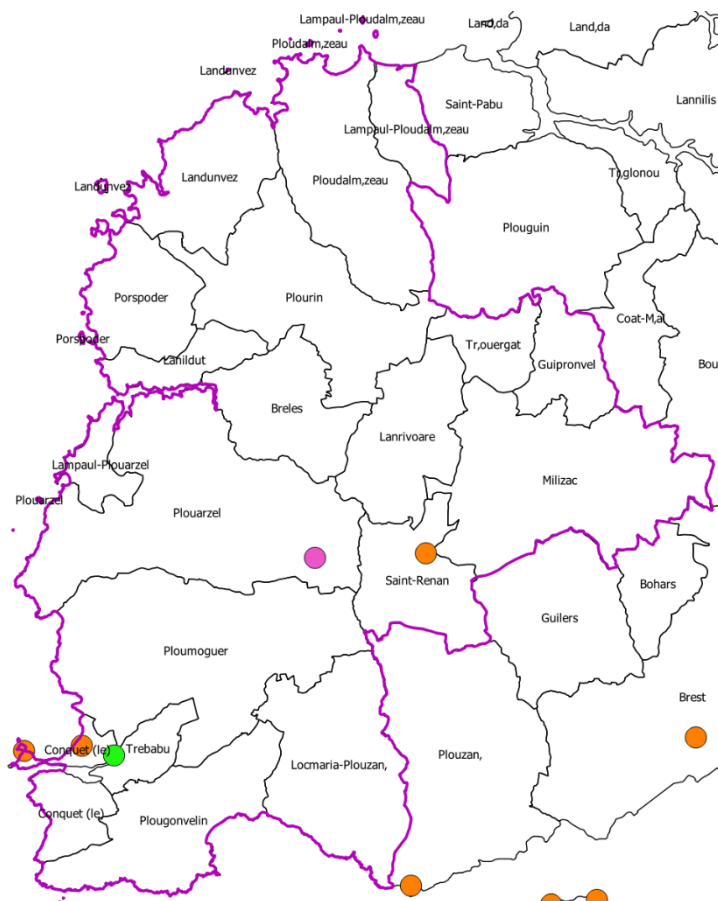 Lampaul-Ploudalm,zeau
Land,da
Land,da
Ploudalm,zeau
Landunvez
Lannilis
Saint-Pabu
Lampaul-Ploudalm,zeau
Landunvez
Ploudalm,zeau
Tr,glonou
Landunvez
Plouguin
Porspoder
Plourin
Coat-M,al
Porspoder
Lanildut
Tr,ouergat
Guipronvel
Bou
Breles
Lanrivoare
Lampaul-Plouarzel
Milizac
Plouarzel
Plouarzel
Saint-Renan
Bohars
Guilers
Ploumoguer
Brest
Conquet (le)
Trebabu
Plouzan,
Locmaria-Plouzan,
Conquet (le)
Plougonvelin